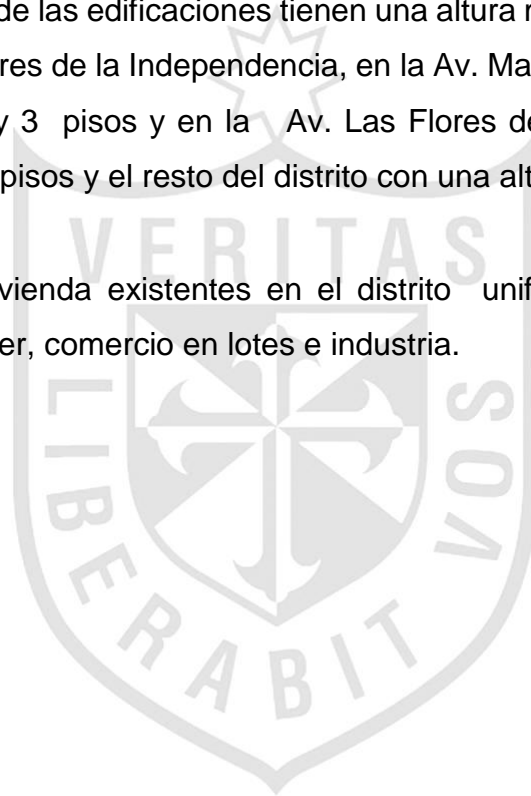 de las edificaciones tienen una altura
res de la Independencia, en la Av. Ma
y 3 pisos y en la Av. Las Flores de
pisos y el resto del distrito con una alt
vienda existentes en el distrito unif
er, comercio en lotes e industria.
VERITAS
LIBERABIT
VOS